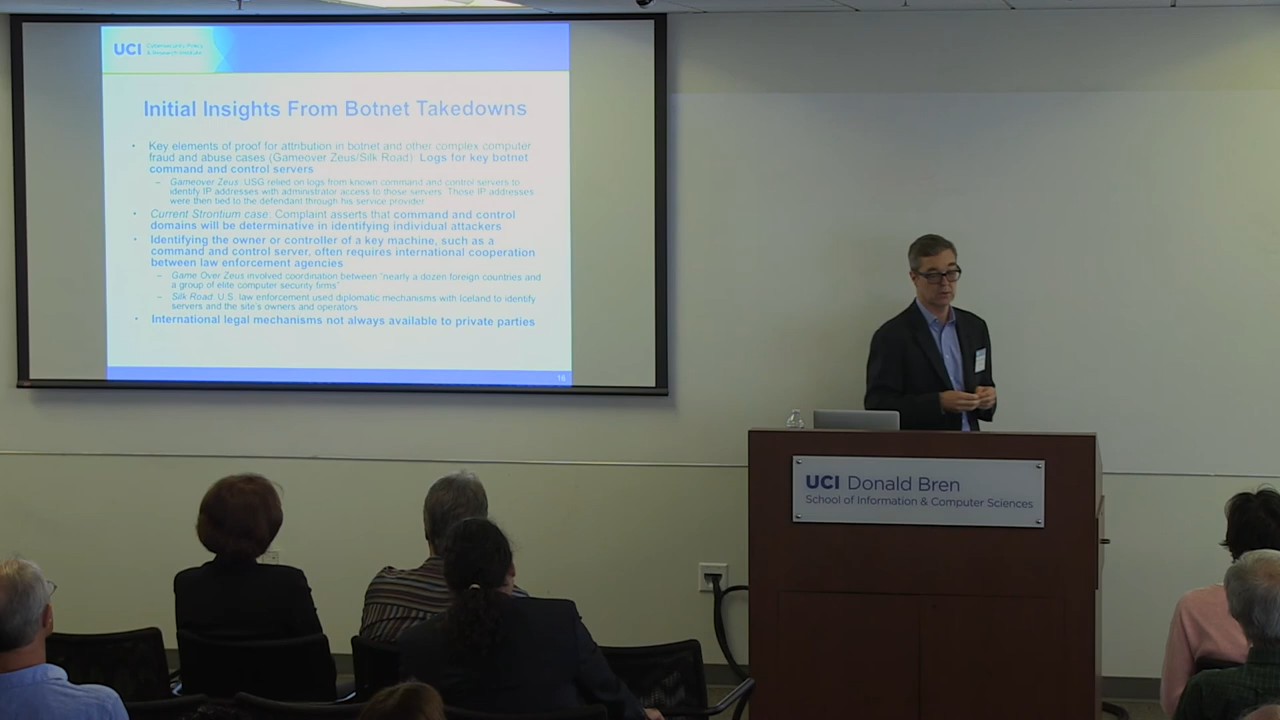 UCI Cybersecurity Policy
& Research Institute
Initial Insights From Botnet Takedowns
• Key elements of proof for attribution in botnet and other complex computer
fraud and abuse cases (Gameover Zeus/Silk Road): Logs for key botnet
command and control servers
– Gameover Zeus: USG relied on logs from known command and control servers to
identify IP addresses with administrator access to those servers. Those IP addresses
were then tied to the defendant through his service provider.
• Current Strontium case: Complaint asserts that command and control
domains will be determinative in identifying individual attackers
• Identifying the owner or controller of a key machine, such as a
command and control server, often requires international cooperation
between law enforcement agencies
– Game Over Zeus involved coordination between "nearly a dozen foreign countries and
a group of elite computer security firms"
– Silk Road: U.S. law enforcement used diplomatic mechanisms with Iceland to identify
servers and the site's owners and operators
• International legal mechanisms not always available to private parties
16
UCI Donald Bren
School of Information & Computer Sciences